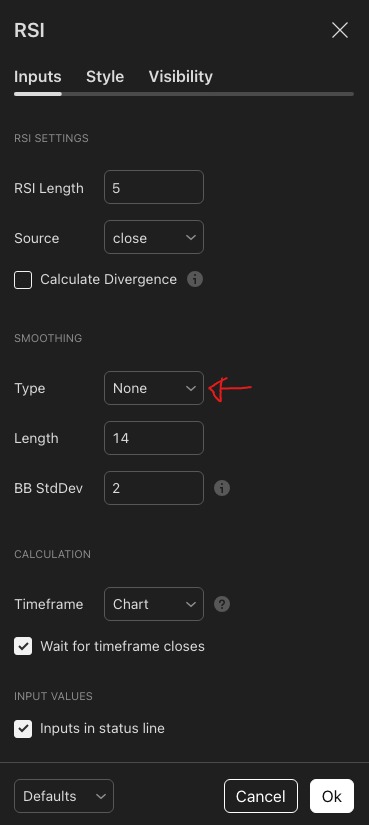 RSI
Inputs Style Visibility
RSI SETTINGS
RSI Length 5
Source close
Calculate Divergence
SMOOTHING
Type None
Length 14
BB StdDev 2
CALCULATION
Timeframe Chart ?
Wait for timeframe closes
INPUT VALUES
Inputs in status line
Defaults Cancel Ok